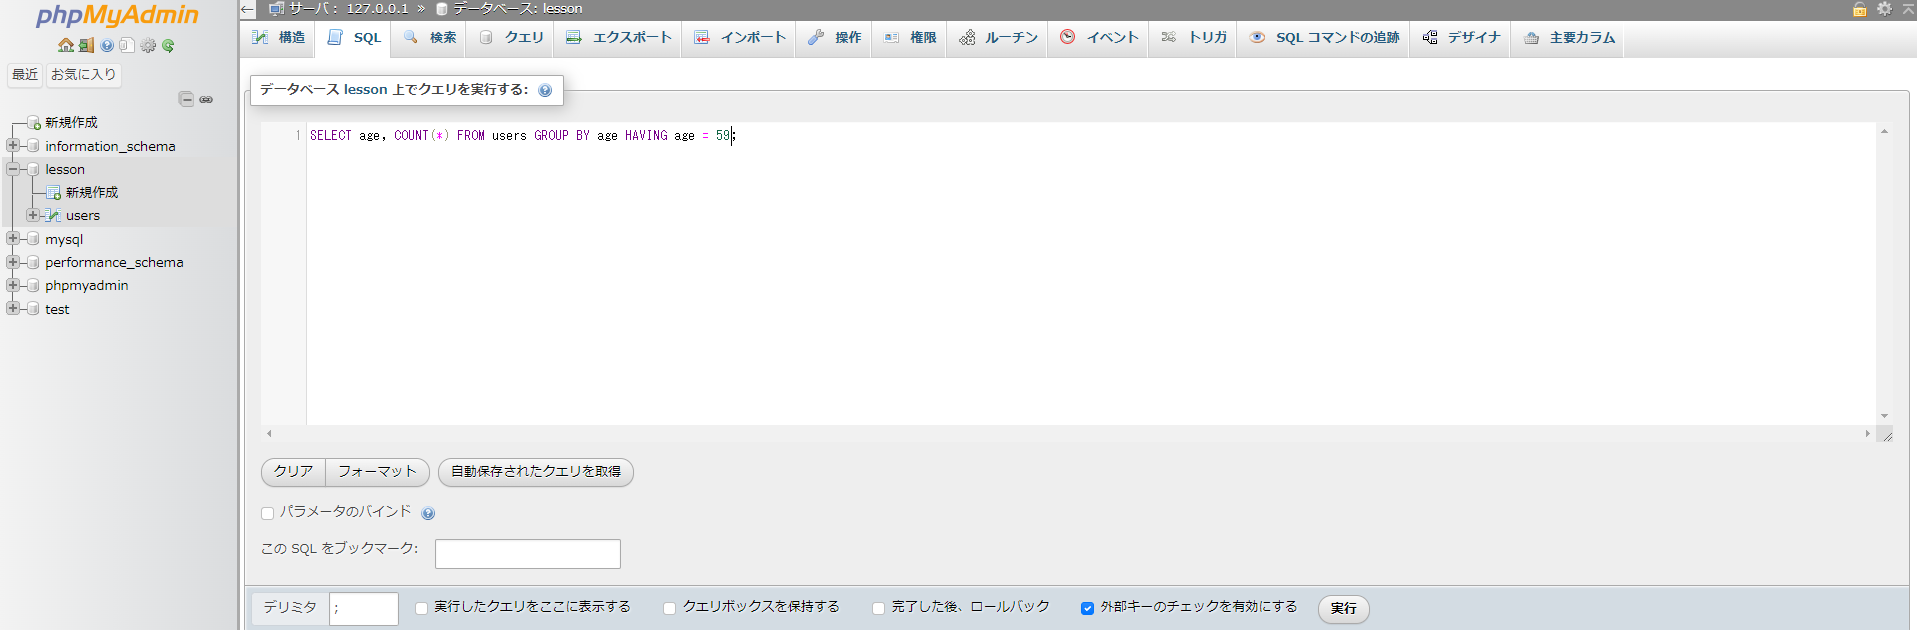 phpMyAdmin
最近 お気に入り
新規作成
information_schema
lesson
新規作成
users
mysql
performance_schema
phpmyadmin
test
サーバ： 127.0.0.1 » データベース: lesson
構造 SQL 検索 クエリ エクスポート インポート 操作 権限 ルーチン イベント トリガ SQL コマンドの追跡 デザイナ 主要カラム
データベース lesson 上でクエリを実行する:
1 SELECT age, COUNT(*) FROM users GROUP BY age HAVING age = 59;
クリア フォーマット 自動保存されたクエリを取得
パラメータのバインド
この SQL をブックマーク:
デリミタ ; 実行したクエリをここに表示する クエリボックスを保持する 完了した後、ロールバック 外部キーのチェックを有効にする 実行